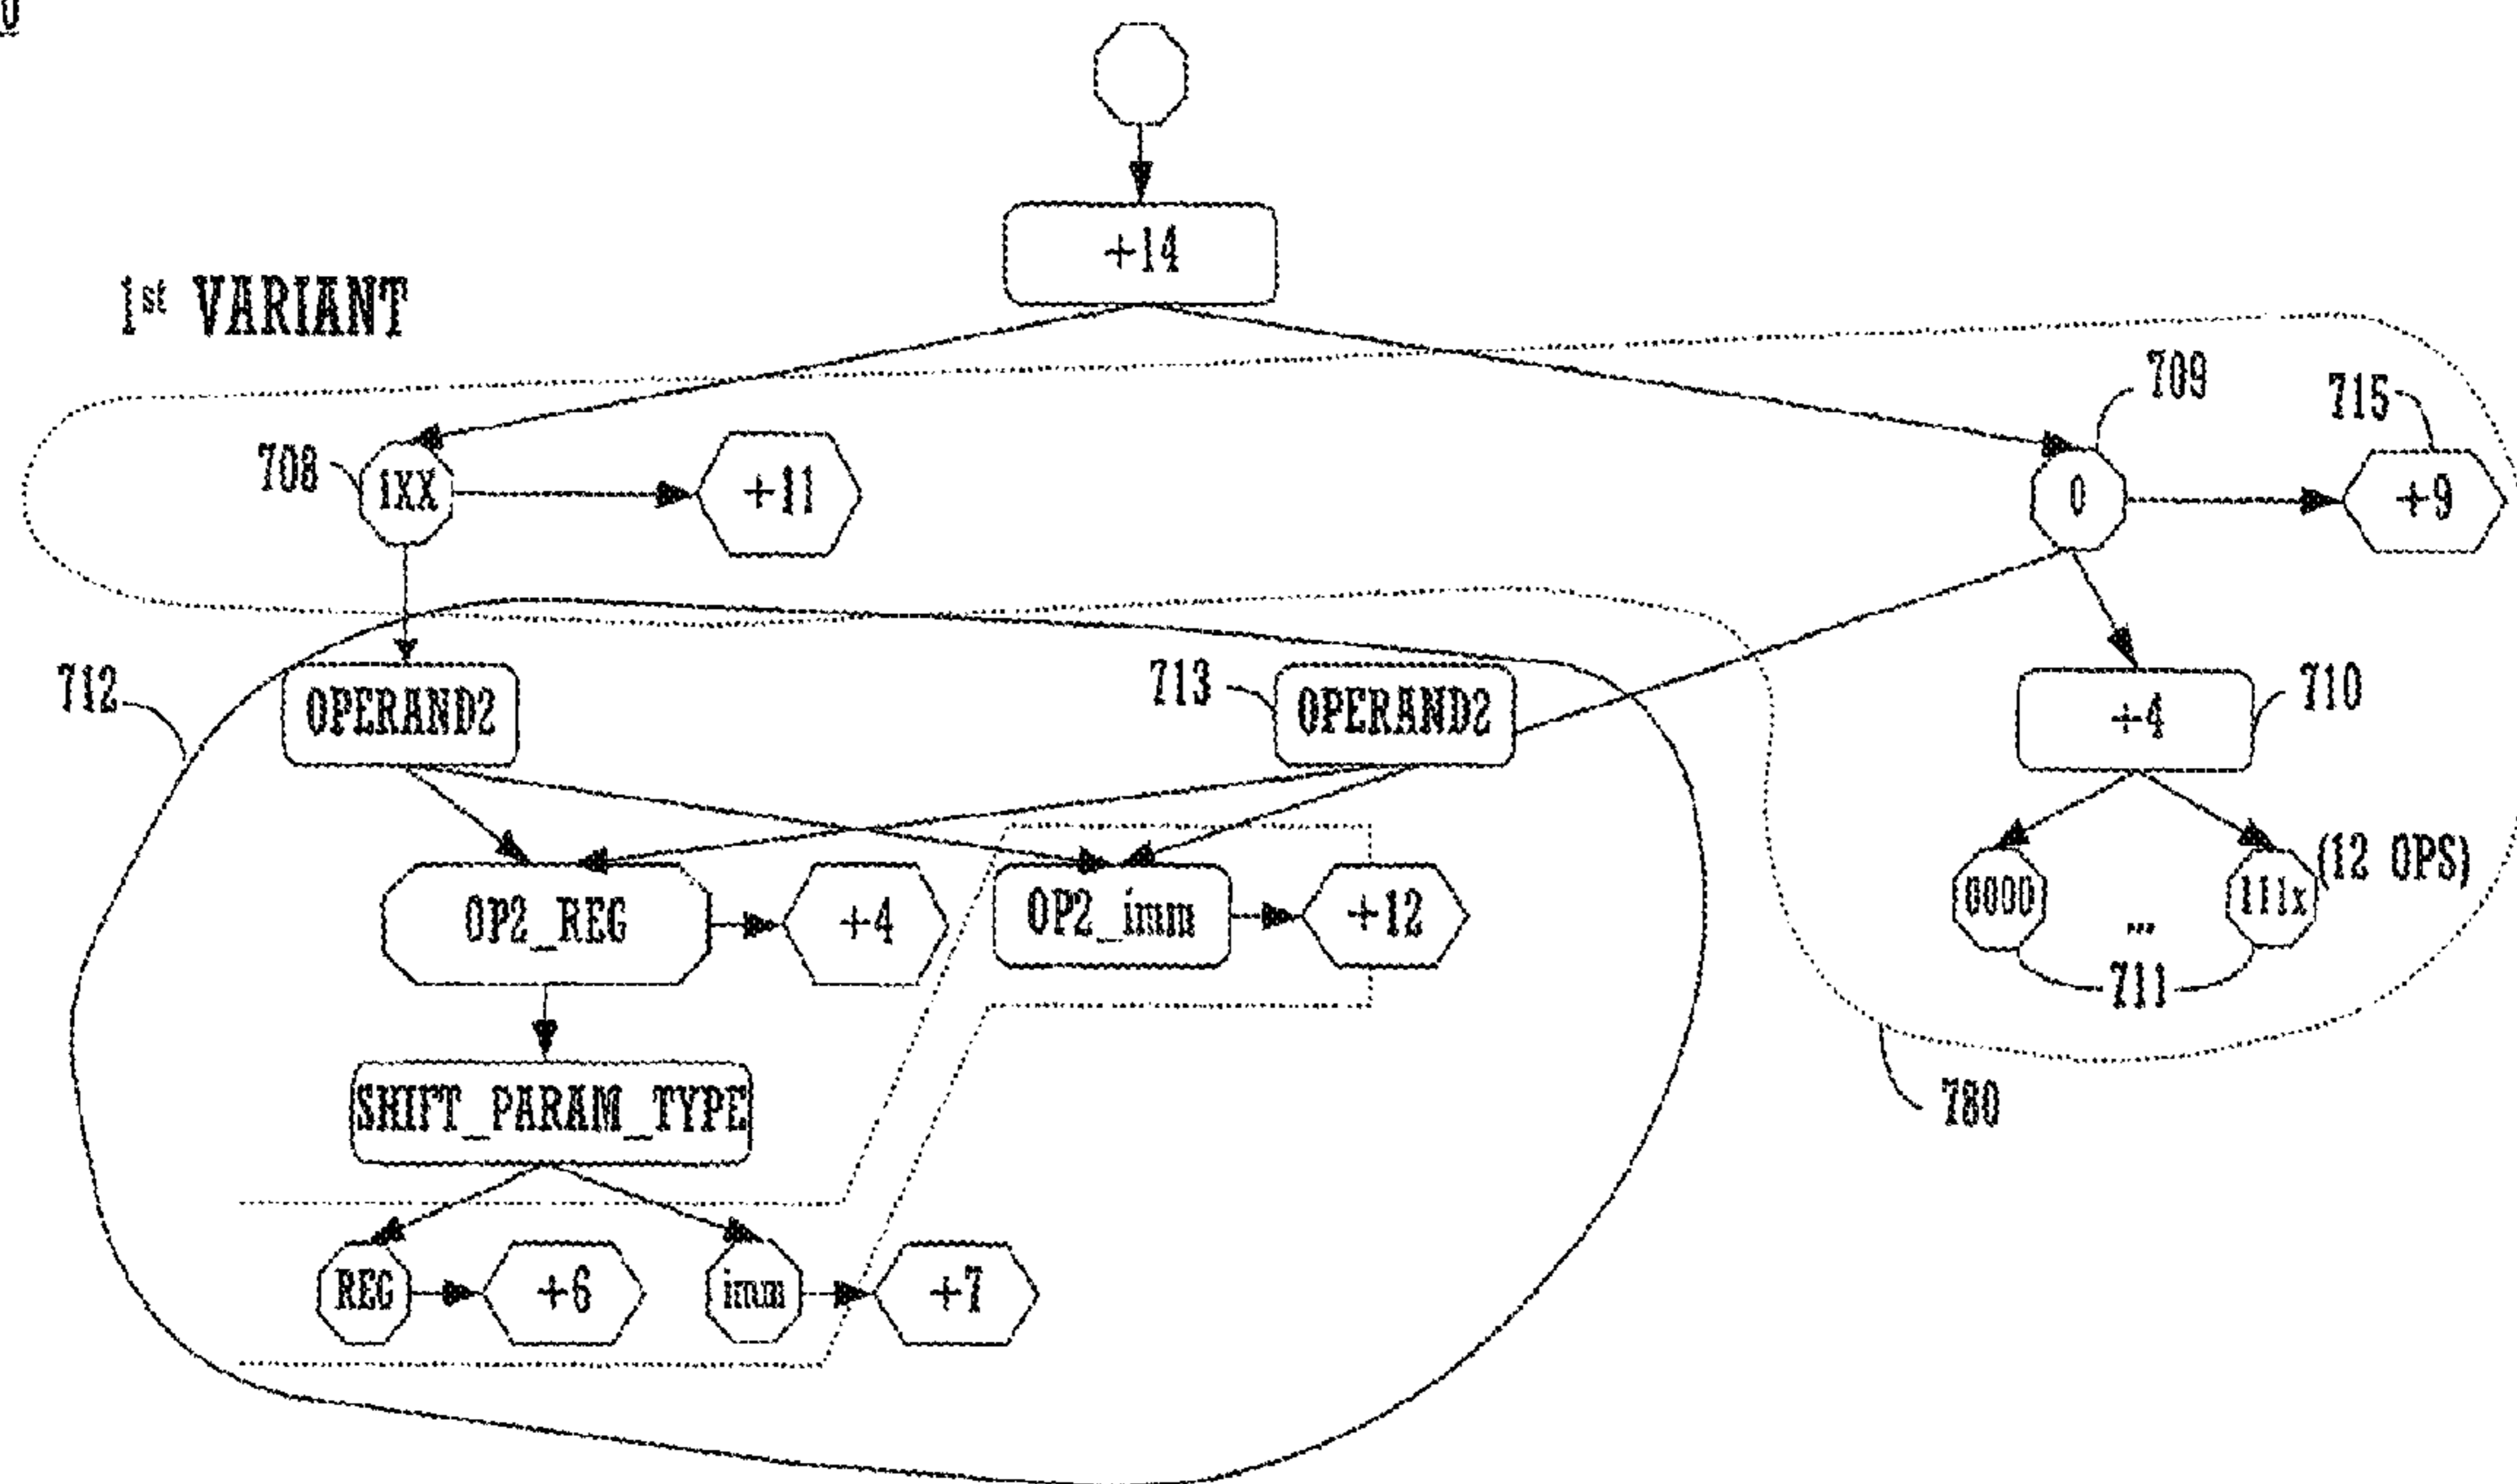 +14
1st VARIANT
709
715
708
1XX
+11
0
+9
712
OPERAND2
713
OPERAND2
+4
710
OP2_REG
+4
OP2_imm
+12
0000
...
111x
(12 OPS)
711
SHIFT_PARAM_TYPE
780
REG
+6
imm
+7